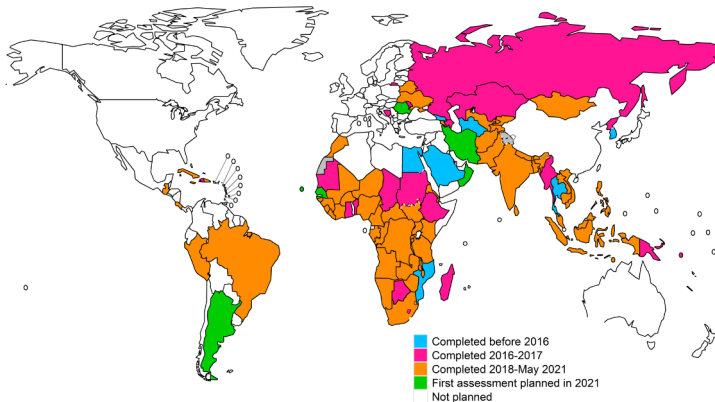 Completed before 2016
Completed 2016-2017
Completed 2018-May 2021
First assessment planned in 2021
Not planned